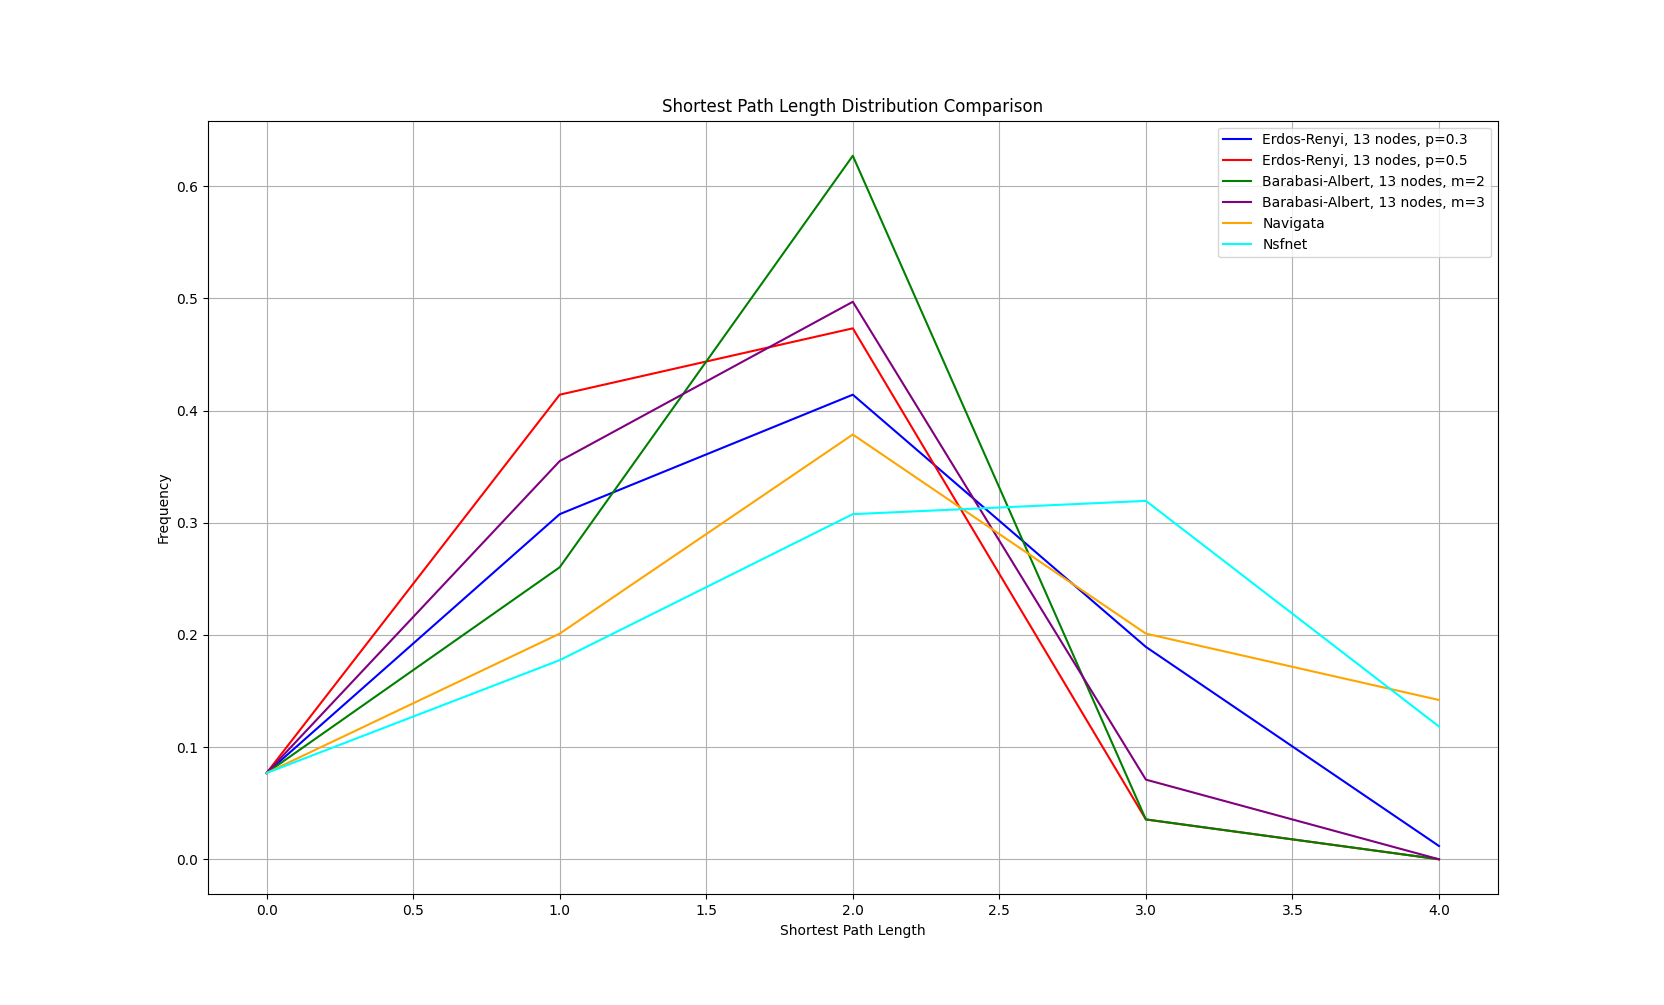 Shortest Path Length Distribution Comparison
Erdos-Renyi, 13 nodes, p=0.3
Erdos-Renyi, 13 nodes, p=0.5
Barabasi-Albert, 13 nodes, m=2
Barabasi-Albert, 13 nodes, m=3
Navigata
Nsfnet
Frequency
0.6
0.5
0.4
0.3
0.2
0.1
0.0
0.0 0.5 1.0 1.5 2.0 2.5 3.0 3.5 4.0
Shortest Path Length